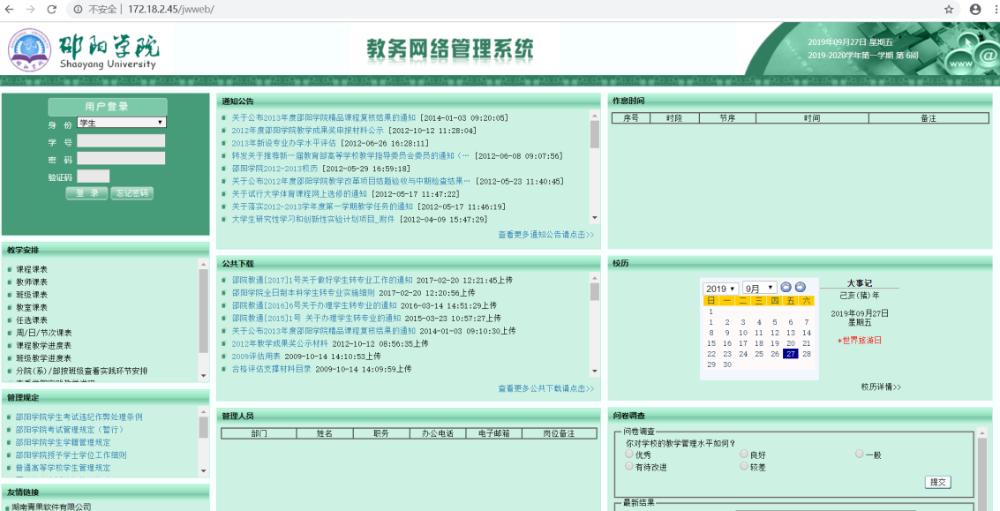 不安全 | 172.18.2.45/jwweb/
邵阳学院
Shaoyang University
教务网络管理系统
2019年09月27日 星期五
2019-2020学年第一学期 第 6周
www
@
用户登录
身 份 学生
学 号
密 码
验证码
登 录 忘记密码
教学安排
课程课表
教师课表
班级课表
教室课表
任选课表
周/日/节次课表
课程教学进度表
班级教学进度表
分院(系)/部按班级查看实践环节安排
管理规定
邵阳学院学生考试违纪作弊处理条例
邵阳学院考试管理规定（暂行）
邵阳学院学生学籍管理规定
邵阳学院授予学士学位工作细则
普通高等学校学生管理规定
友情链接
湖南青果软件有限公司
通知公告
关于公布2013年度邵阳学院精品课程复核结果的通知 [2014-01-03 09:20:05]
2012年度邵阳学院教学成果奖申报材料公示 [2012-10-12 11:28:04]
2013年新设专业办学水平评估 [2012-06-26 16:28:11]
转发关于推荐新一届教育部高等学校教学指导委员会委员的通知（… [2012-06-08 09:07:56]
邵阳学院2012-2013校历 [2012-05-29 16:59:18]
关于公布2012年度邵阳学院教学改革项目结题验收与中期检查结果… [2012-05-23 11:40:45]
关于试行大学体育课程网上选修的通知 [2012-05-17 11:47:22]
关于落实2012-2013学年度第一学期教学任务的通知 [2012-05-17 11:46:19]
大学生研究性学习和创新性实验计划项目_附件 [2012-04-09 15:47:29]
查看更多通知公告请点击>>
公共下载
邵院教通[2017]1号关于做好学生转专业工作的通知 2017-02-20 12:21:45上传
邵阳学院全日制本科学生转专业实施细则 2017-02-20 12:20:56上传
邵院教通[2016]6号关于办理学生转专业的通知 2016-03-14 14:51:29上传
邵院教通[2015]1号 关于办理学生转专业的通知 2015-03-23 10:57:27上传
关于公布2013年度邵阳学院精品课程复核结果的通知 2014-01-03 09:10:30上传
2012年教学成果奖公示材料 2012-10-12 08:56:35上传
2009评估用表 2009-10-14 14:10:53上传
合格评估支撑材料目录 2009-10-14 14:09:59上传
查看更多公共下载请点击>>
管理人员
部门 姓名 职务 办公电话 电子邮箱 岗位备注
作息时间
序号 时段 节序 时间 备注
校历
2019 9月
日 一 二 三 四 五 六
1
1 2 3 4 5 6 7
8 9 10 11 12 13 14
15 16 17 18 19 20 21
22 23 24 25 26 27 28
29 30
大事记
己亥(猪)年
2019年09月27日
星期五
*世界旅游日
校历详情>>
问卷调查
问卷调查
你对学校的教学管理水平如何?
优秀 良好 一般
有待改进 较差
提交
最新结果